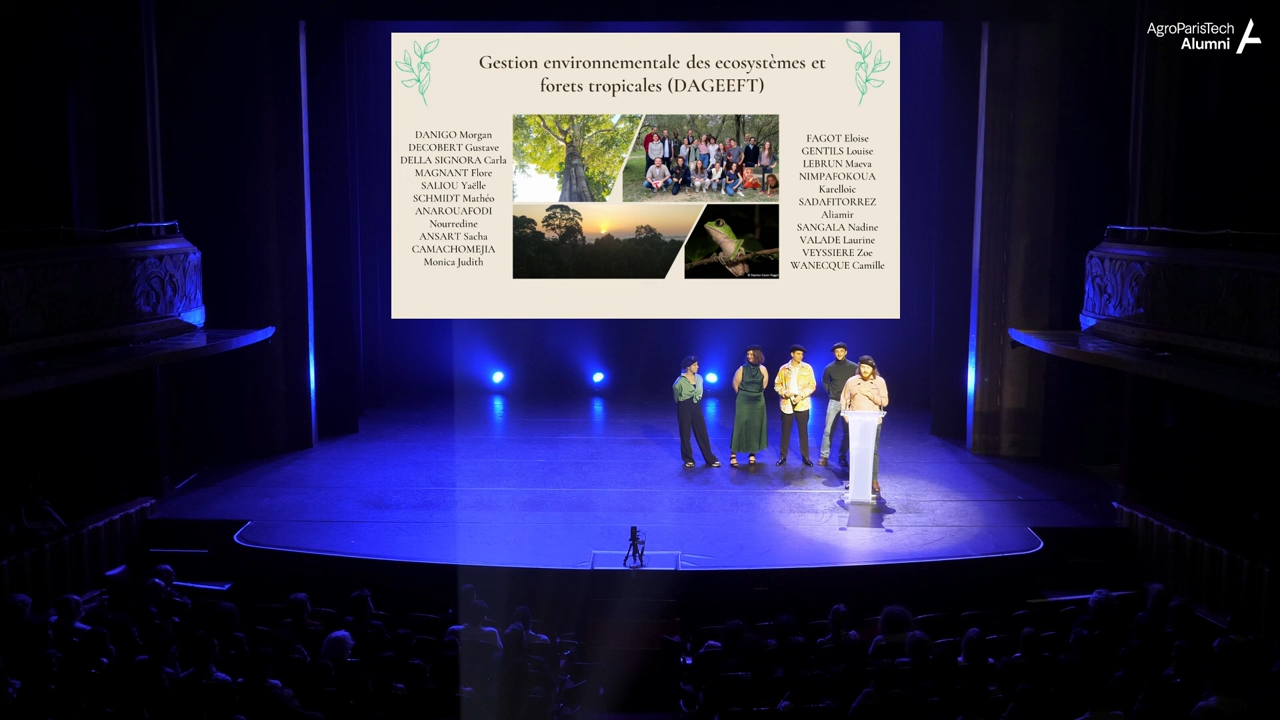 AgroParisTech
Alumni
Gestion environnementale des ecosystèmes et
forets tropicales (DAGEEFT)
DANIGO Morgan
DECOBERT Gustave
DELLA SIGNORA Carla
MAGNANT Flore
SALIOU Yaëlle
SCHMIDT Mathéo
ANAROUAFODI
Nourredine
ANSART Sacha
CAMACHOMEJIA
Monica Judith
FAGOT Eloise
GENTILS Louise
LEBRUN Maeva
NIMPAFOKOUA
Karelloic
SADAFITORREZ
Aliamir
SANGALA Nadine
VALADE Laurine
VEYSSIERE Zoe
WANECQUE Camille